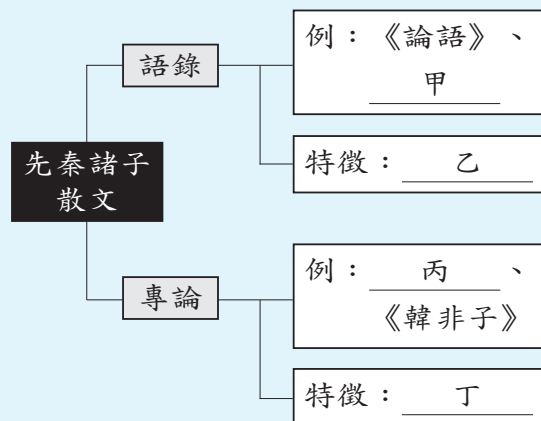 先秦諸子
散文
語錄
例：《論語》、
甲
特徵：乙
專論
例：丙、
《韓非子》
特徵：丁